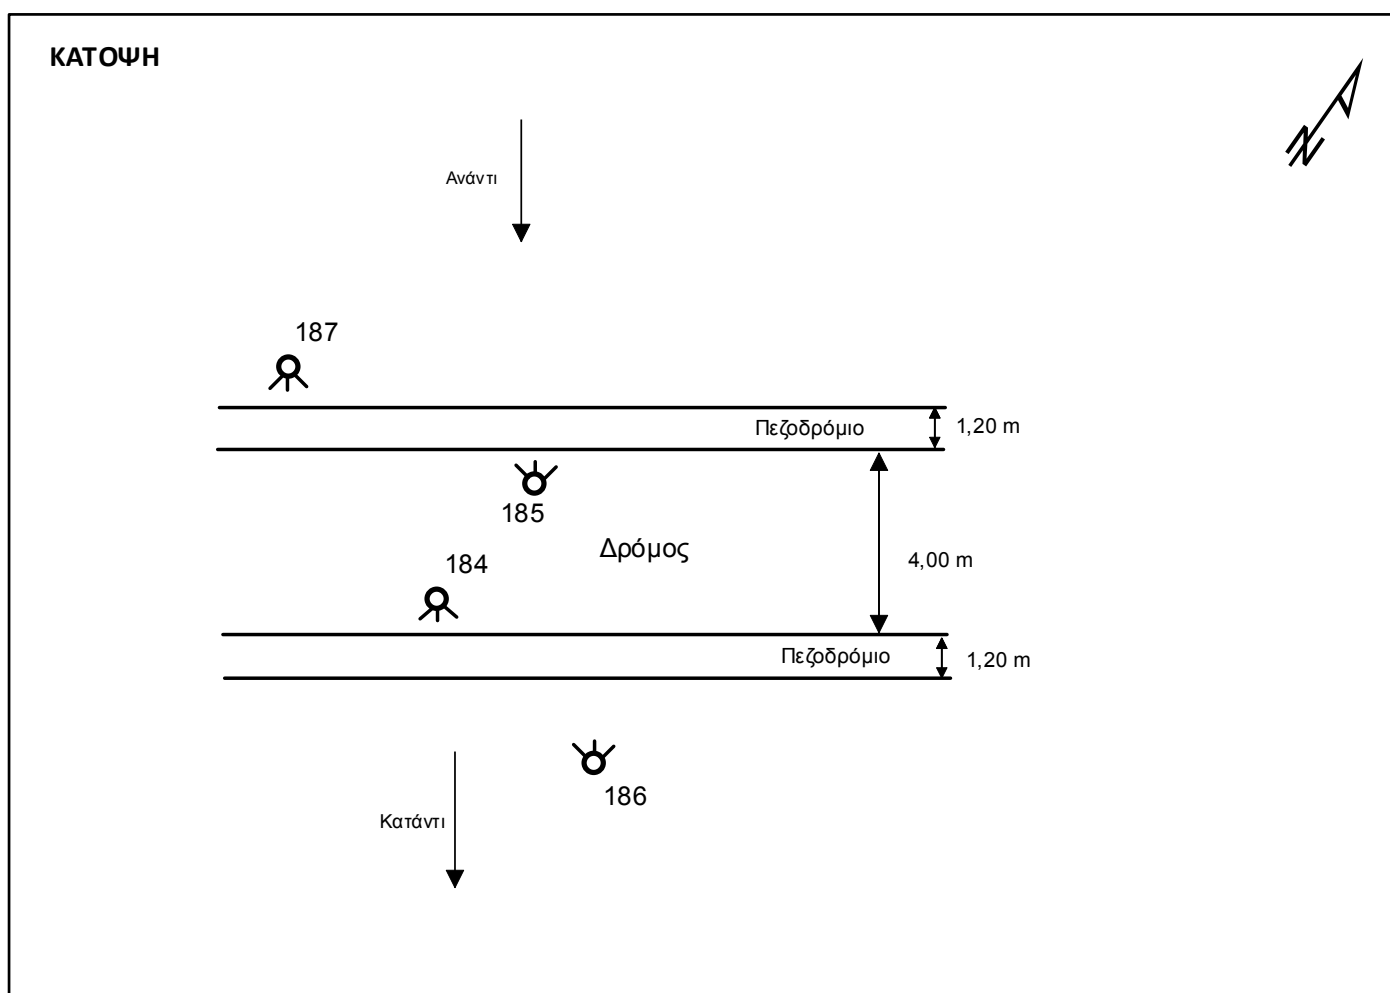 ΚΑΤΟΨΗ
Ανάντι
187
Πεζοδρόμιο
1,20 m
185
Δρόμος
184
4,00 m
Πεζοδρόμιο
1,20 m
186
Κατάντι
N